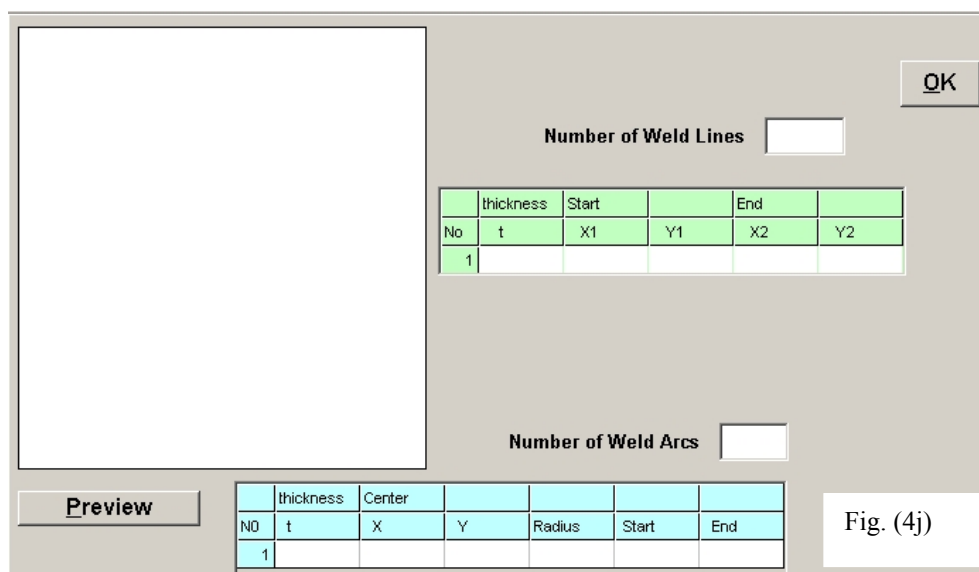 OK
Number of Weld Lines
thickness Start End
No t X1 Y1 X2 Y2
1
Number of Weld Arcs
Preview
thickness Center
N0 t X Y Radius Start End
1
Fig. (4j)